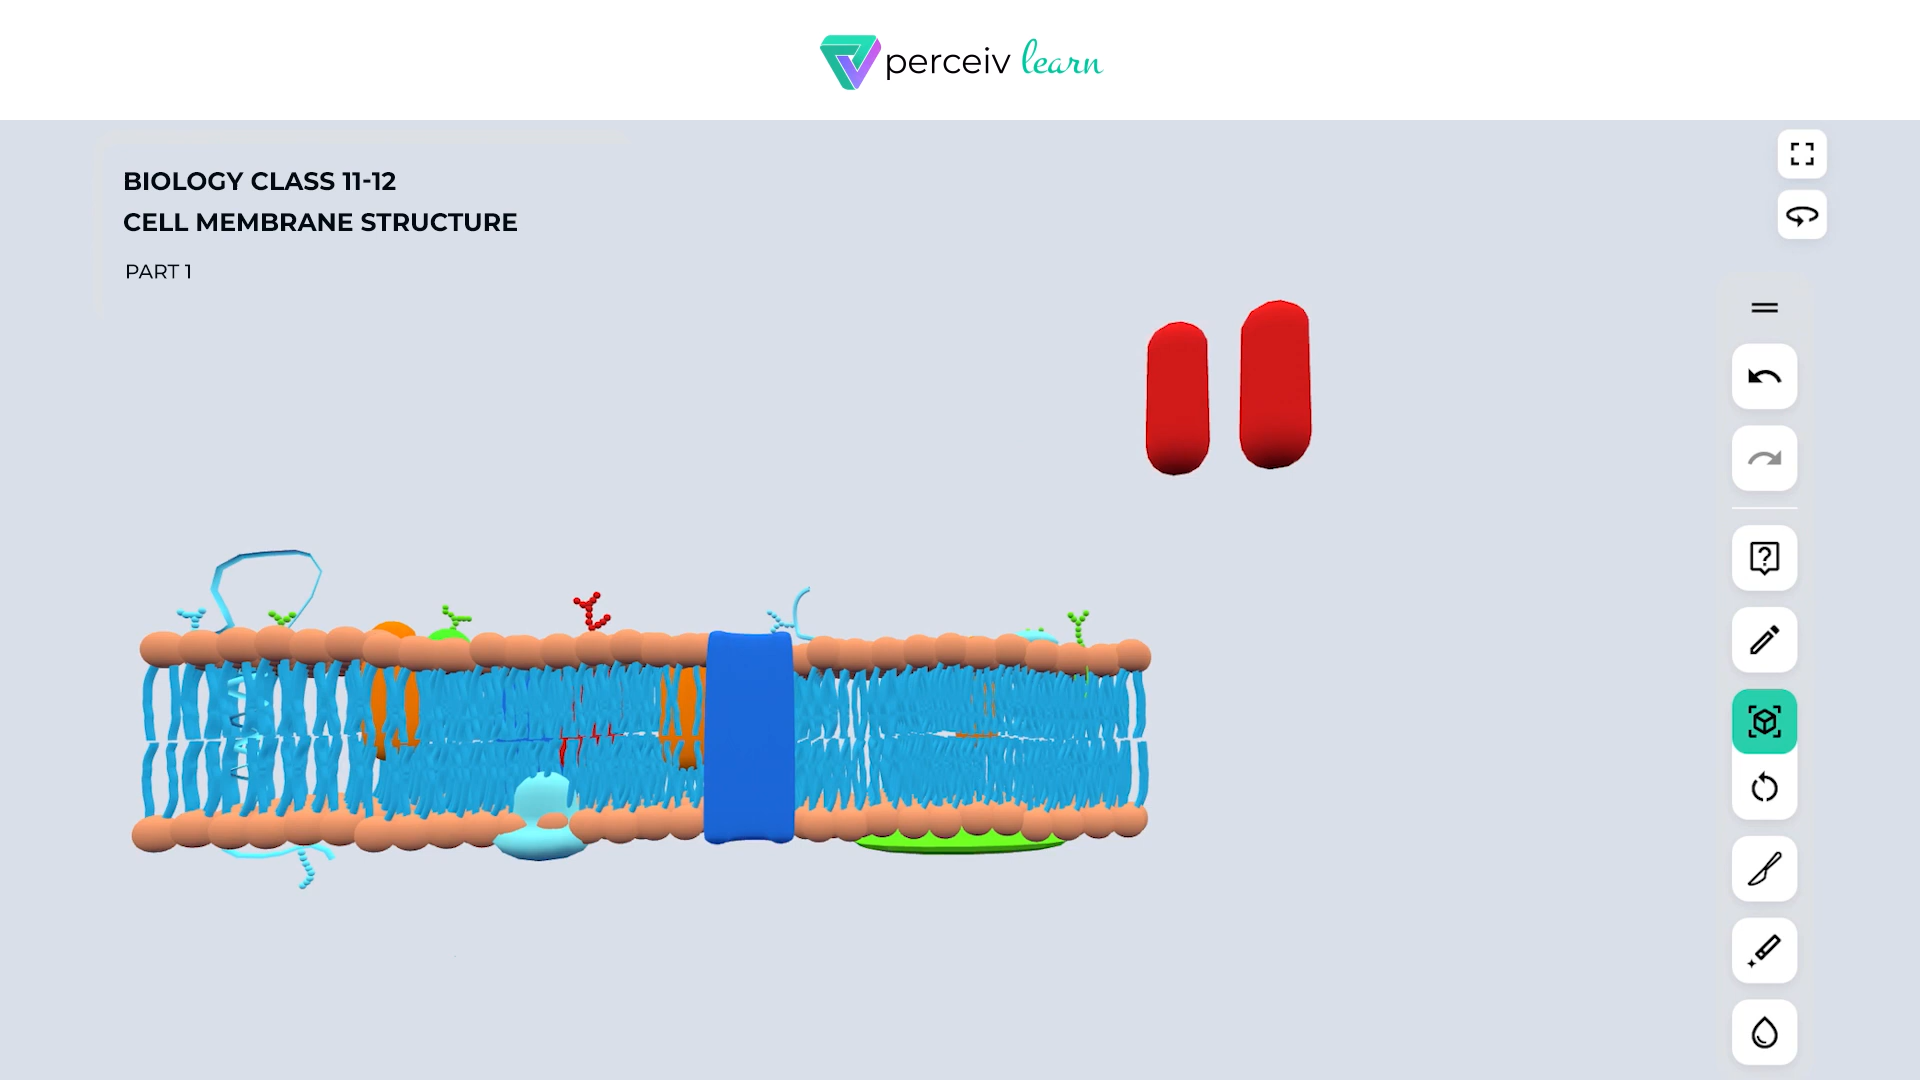 perceiv learn
BIOLOGY CLASS 11-12
CELL MEMBRANE STRUCTURE
PART 1